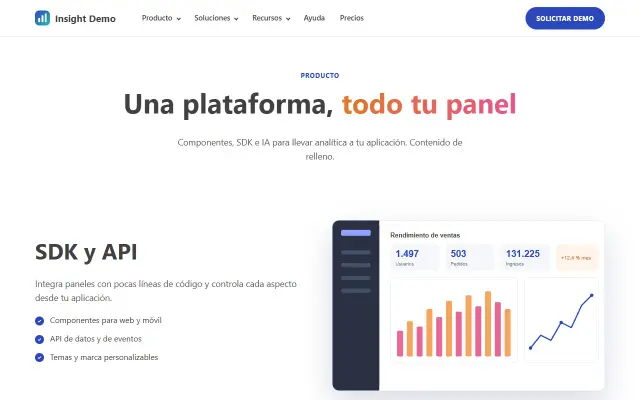 Insight Demo
Producto
Soluciones
Recursos
Ayuda
Precios
SOLICITAR DEMO
PRODUCTO
Una plataforma, todo tu panel
Componentes, SDK e IA para llevar analítica a tu aplicación. Contenido de
relleno.
SDK y API
Integra paneles con pocas líneas de código y controla cada aspecto
desde tu aplicación.
Componentes para web y móvil
API de datos y de eventos
Temas y marca personalizables
Rendimiento de ventas
1.497
Usuarios
503
Pedidos
131.225
Ingresos
+12,4 % mes